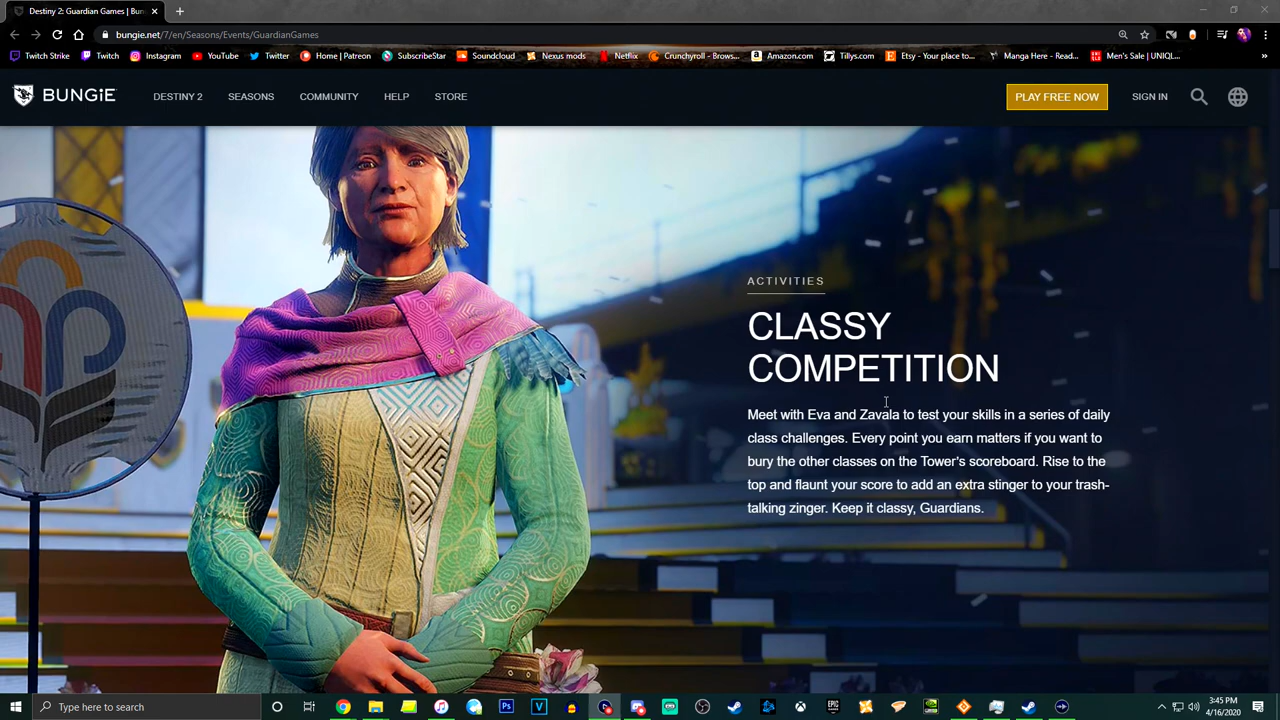 Destiny 2: Guardian Games | Bun
bungie.net/7/en/Seasons/Events/GuardianGames
Twitch Strike Twitch Instagram YouTube Twitter Home | Patreon SubscribeStar Soundcloud Nexus mods Netflix Crunchyroll - Brows... Amazon.com Tillys.com Etsy - Your place to... Manga Here - Read... Men's Sale | UNIQL...
BUNGiE DESTINY 2 SEASONS COMMUNITY HELP STORE PLAY FREE NOW SIGN IN
ACTIVITIES
CLASSY
COMPETITION
Meet with Eva and Zavala to test your skills in a series of daily
class challenges. Every point you earn matters if you want to
bury the other classes on the Tower's scoreboard. Rise to the
top and flaunt your score to add an extra stinger to your trash-
talking zinger. Keep it classy, Guardians.
Type here to search
3:45 PM
4/16/2020